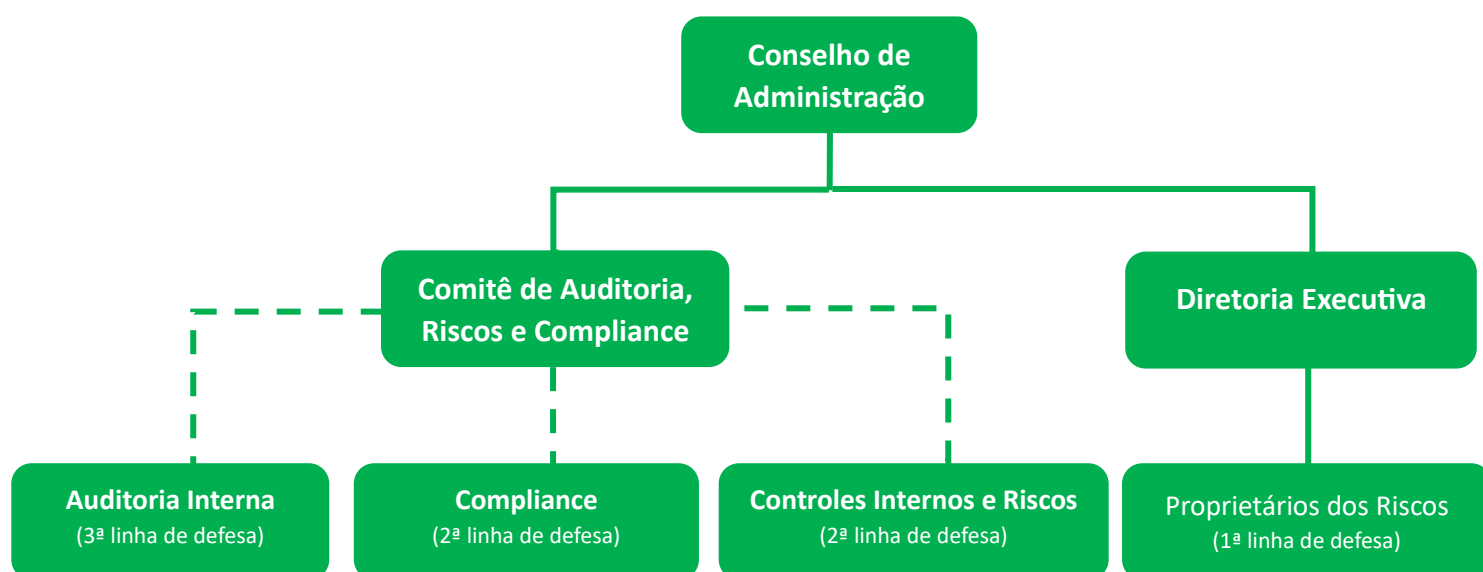 Conselho de
Administração
Comitê de Auditoria,
Riscos e Compliance
Diretoria Executiva
Auditoria Interna
(3ª linha de defesa)
Compliance
(2ª linha de defesa)
Controles Internos e Riscos
(2ª linha de defesa)
Proprietários dos Riscos
(1ª linha de defesa)